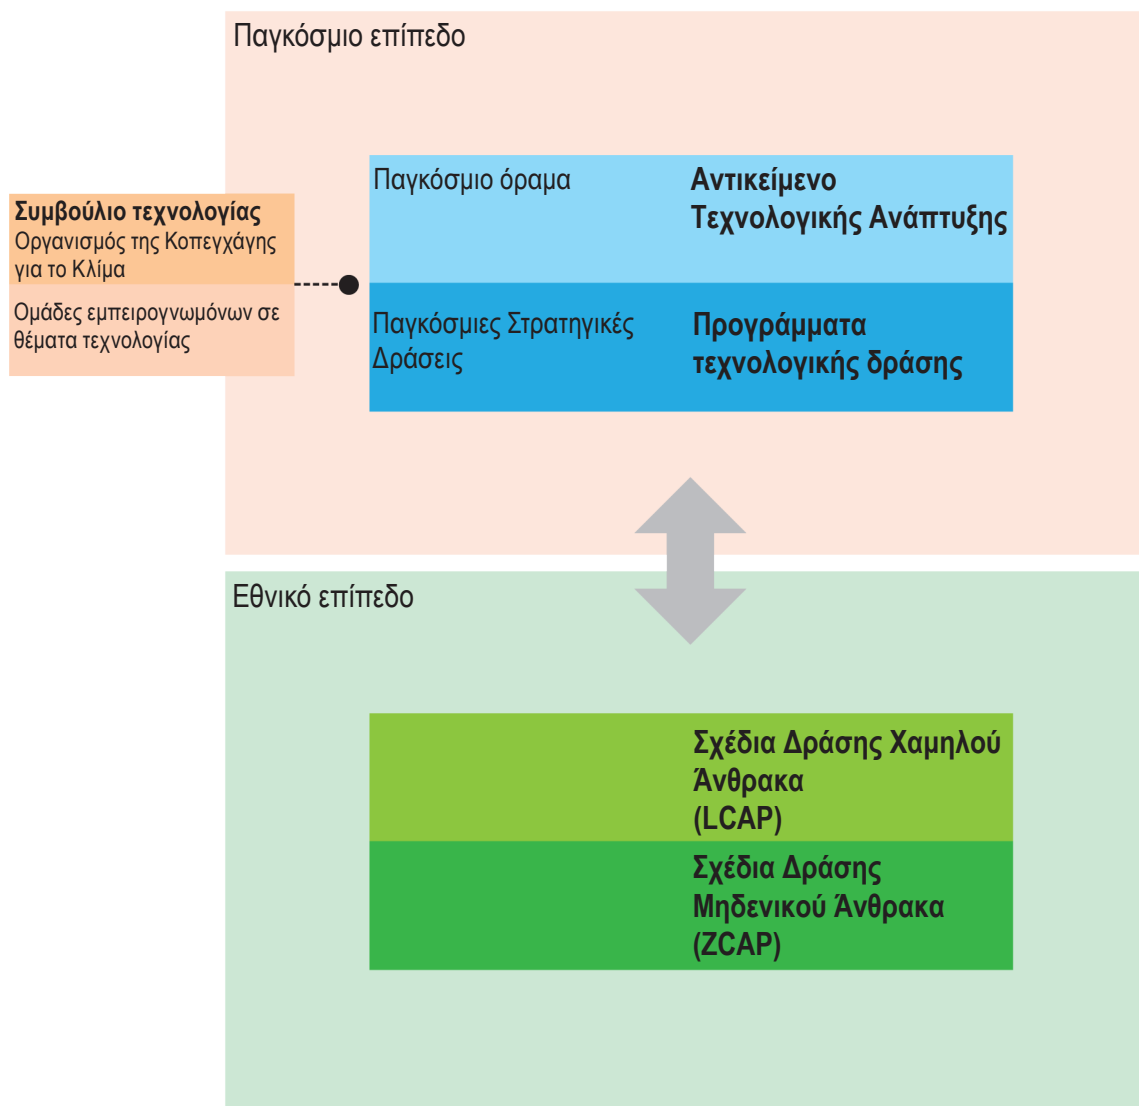 Παγκόσμιο επίπεδο
Συμβούλιο τεχνολογίας
Οργανισμός της Κοπεγχάγης
για το Κλίμα
Ομάδες εμπειρογνωμόνων σε
θέματα τεχνολογίας
Παγκόσμιο όραμα
Αντικείμενο
Τεχνολογικής Ανάπτυξης
Παγκόσμιες Στρατηγικές
Δράσεις
Προγράμματα
τεχνολογικής δράσης
Εθνικό επίπεδο
Σχέδια Δράσης Χαμηλού
Άνθρακα
(LCAP)
Σχέδια Δράσης
Μηδενικού Άνθρακα
(ZCAP)